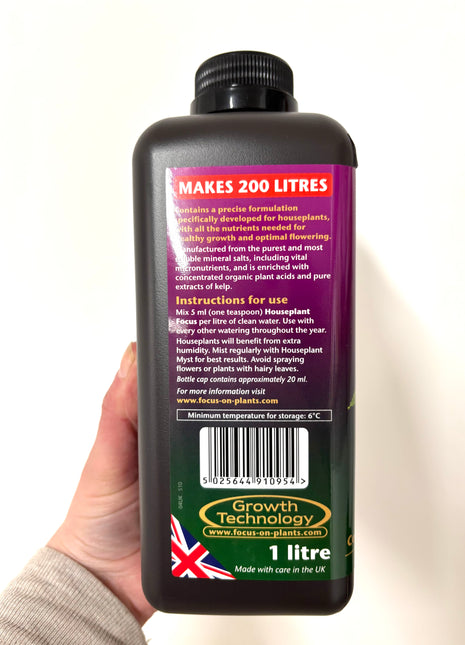 MAKES 200 LITRES
Contains a precise formulation
specifically developed for houseplants,
with all the nutrients needed for
healthy growth and optimal flowering.
Manufactured from the purest and most
soluble mineral salts, including vital
micronutrients, and is enriched with
concentrated organic plant acids and pure
extracts of kelp.
Instructions for use
Mix 5 ml (one teaspoon) Houseplant
Focus per litre of clean water. Use with
every other watering throughout the year.
Houseplants will benefit from extra
humidity. Mist regularly with Houseplant
Myst for best results. Avoid spraying
flowers or plants with hairy leaves.
Bottle cap contains approximately 20 ml.
For more information visit
www.focus-on-plants.com
Minimum temperature for storage: 6°C
5 025644 910954 >
Growth
Technology
www.focus-on-plants.com
1 litre
Made with care in the UK